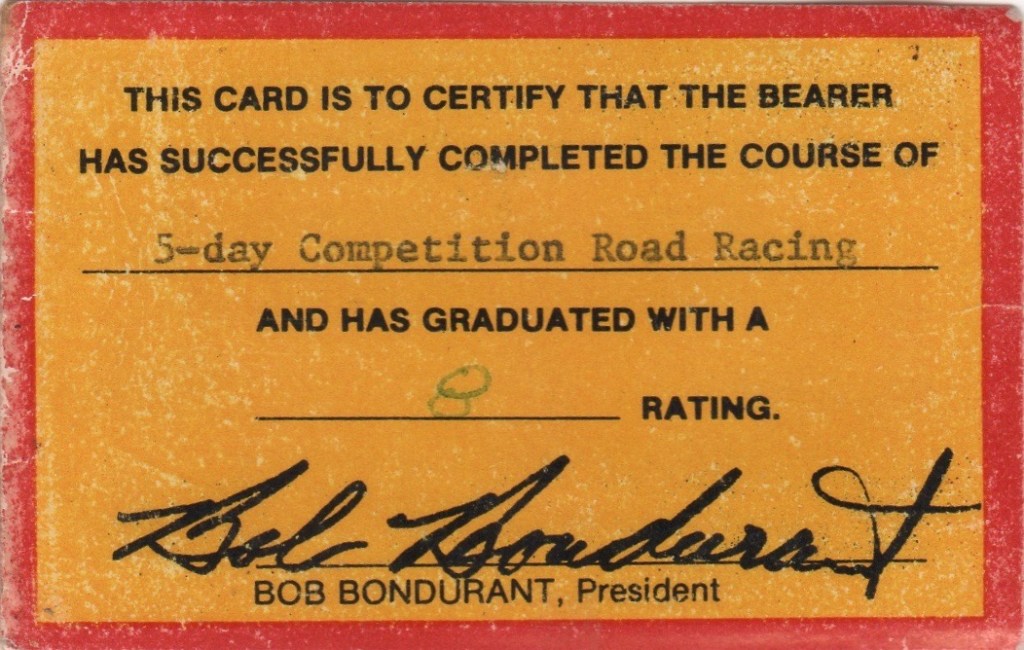 THIS CARD IS TO CERTIFY THAT THE BEARER
HAS SUCCESSFULLY COMPLETED THE COURSE OF
5-day Competition Road Racing
AND HAS GRADUATED WITH A
8 RATING.
Bob Bondurant
BOB BONDURANT, President